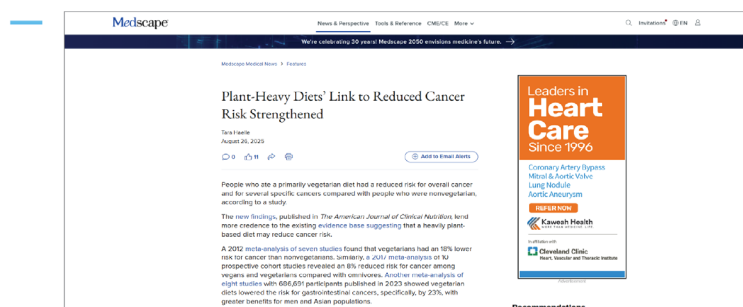 Medscape
News & Perspective Tools & Reference CME/CE More
Invitations EN
We're celebrating 30 years! Medscape 2050 envisions medicine's future.
Medscape Medical News > Features
Plant-Heavy Diets' Link to Reduced Cancer
Risk Strengthened
Tara Haelle
August 26, 2025
0 11 Add to Email Alerts
People who ate a primarily vegetarian diet had a reduced risk for overall cancer
and for several specific cancers compared with people who were nonvegetarian,
according to a study.
The new findings, published in The American Journal of Clinical Nutrition, lend
more credence to the existing evidence base suggesting that a heavily plant-
based diet may reduce cancer risk.
A 2012 meta-analysis of seven studies found that vegetarians had an 18% lower
risk for cancer than nonvegetarians. Similarly, a 2017 meta-analysis of 10
prospective cohort studies revealed an 8% reduced risk for cancer among
vegans and vegetarians compared with omnivores. Another meta-analysis of
eight studies with 686,691 participants published in 2023 showed vegetarian
diets lowered the risk for gastrointestinal cancers, specifically, by 23%, with
greater benefits for men and Asian populations.
Leaders in
Heart
Care
Since 1996
Coronary Artery Bypass
Mitral & Aortic Valve
Lung Nodule
Aortic Aneurysm
REFER NOW
Kaweah Health
MORE THAN MEDICINE. LIFE.
Cleveland Clinic
Heart, Vascular and Thoracic Institute
Recommendations